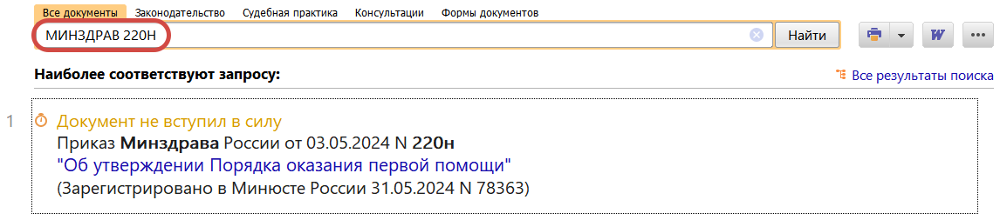 Все документы Законодательство Судебная практика Консультации Формы документов
МИНЗДРАВ 220Н Найти W
Наиболее соответствуют запросу: Все результаты поиска
1 Документ не вступил в силу
Приказ Минздрава России от 03.05.2024 N 220н
"Об утверждении Порядка оказания первой помощи"
(Зарегистрировано в Минюсте России 31.05.2024 N 78363)